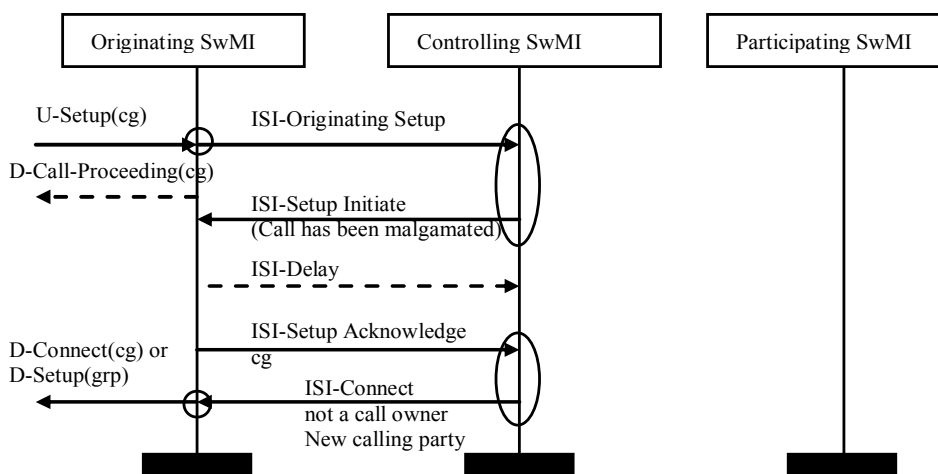 Originating SwMI
Controlling SwMI
Participating SwMI
U-Setup(cg)
ISI-Originating Setup
D-Call-Proceeding(cg)
ISI-Setup Initiate
(Call has been malgamated)
ISI-Delay
ISI-Setup Acknowledge
cg
D-Connect(cg) or
D-Setup(grp)
ISI-Connect
not a call owner
New calling party